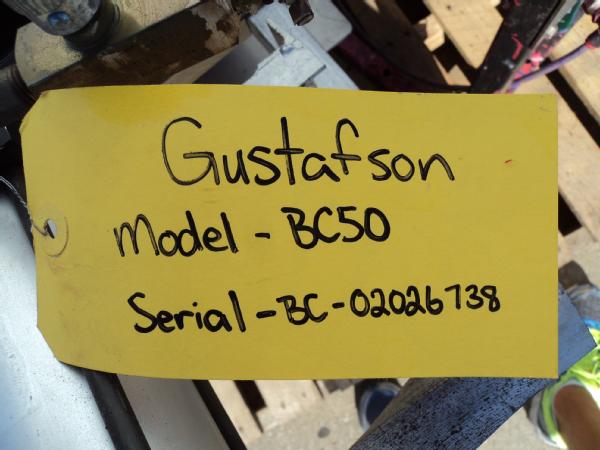 Gustafson
Model - BC50
Serial - BC - 02026738